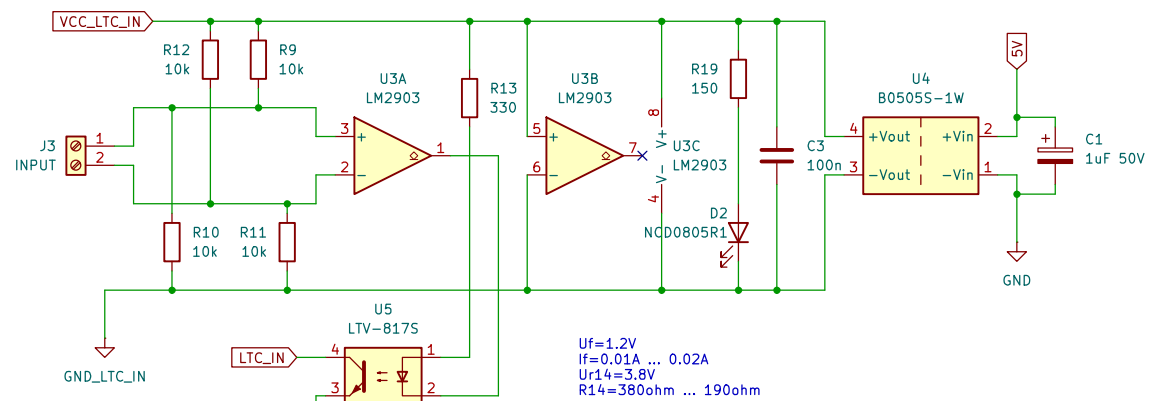 VCC_LTC_IN
R12
10k
R9
10k
U3A
LM2903
R13
330
U3B
LM2903
R19
150
5V
U4
B0505S-1W
J3
INPUT
1
2
3
+
2
-
1
5
+
6
-
7
8
V+
V-
4
U3C
LM2903
C3
100n
4
+Vout
3
-Vout
+Vin
2
-Vin
1
+
C1
1uF 50V
R10
10k
R11
10k
D2
NCD0805R1
GND
GND_LTC_IN
U5
LTV-817S
LTC_IN
4
3
1
2
Uf=1.2V
If=0.01A ... 0.02A
Ur14=3.8V
R14=380ohm ... 190ohm